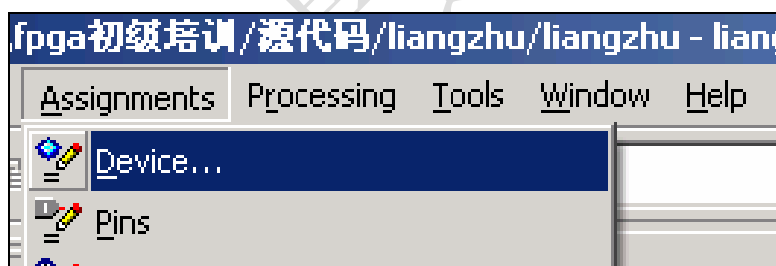 fpga初级培训/源代码/liangzhu/liangzhu - liang
Assignments Processing Tools Window Help
Device...
Pins